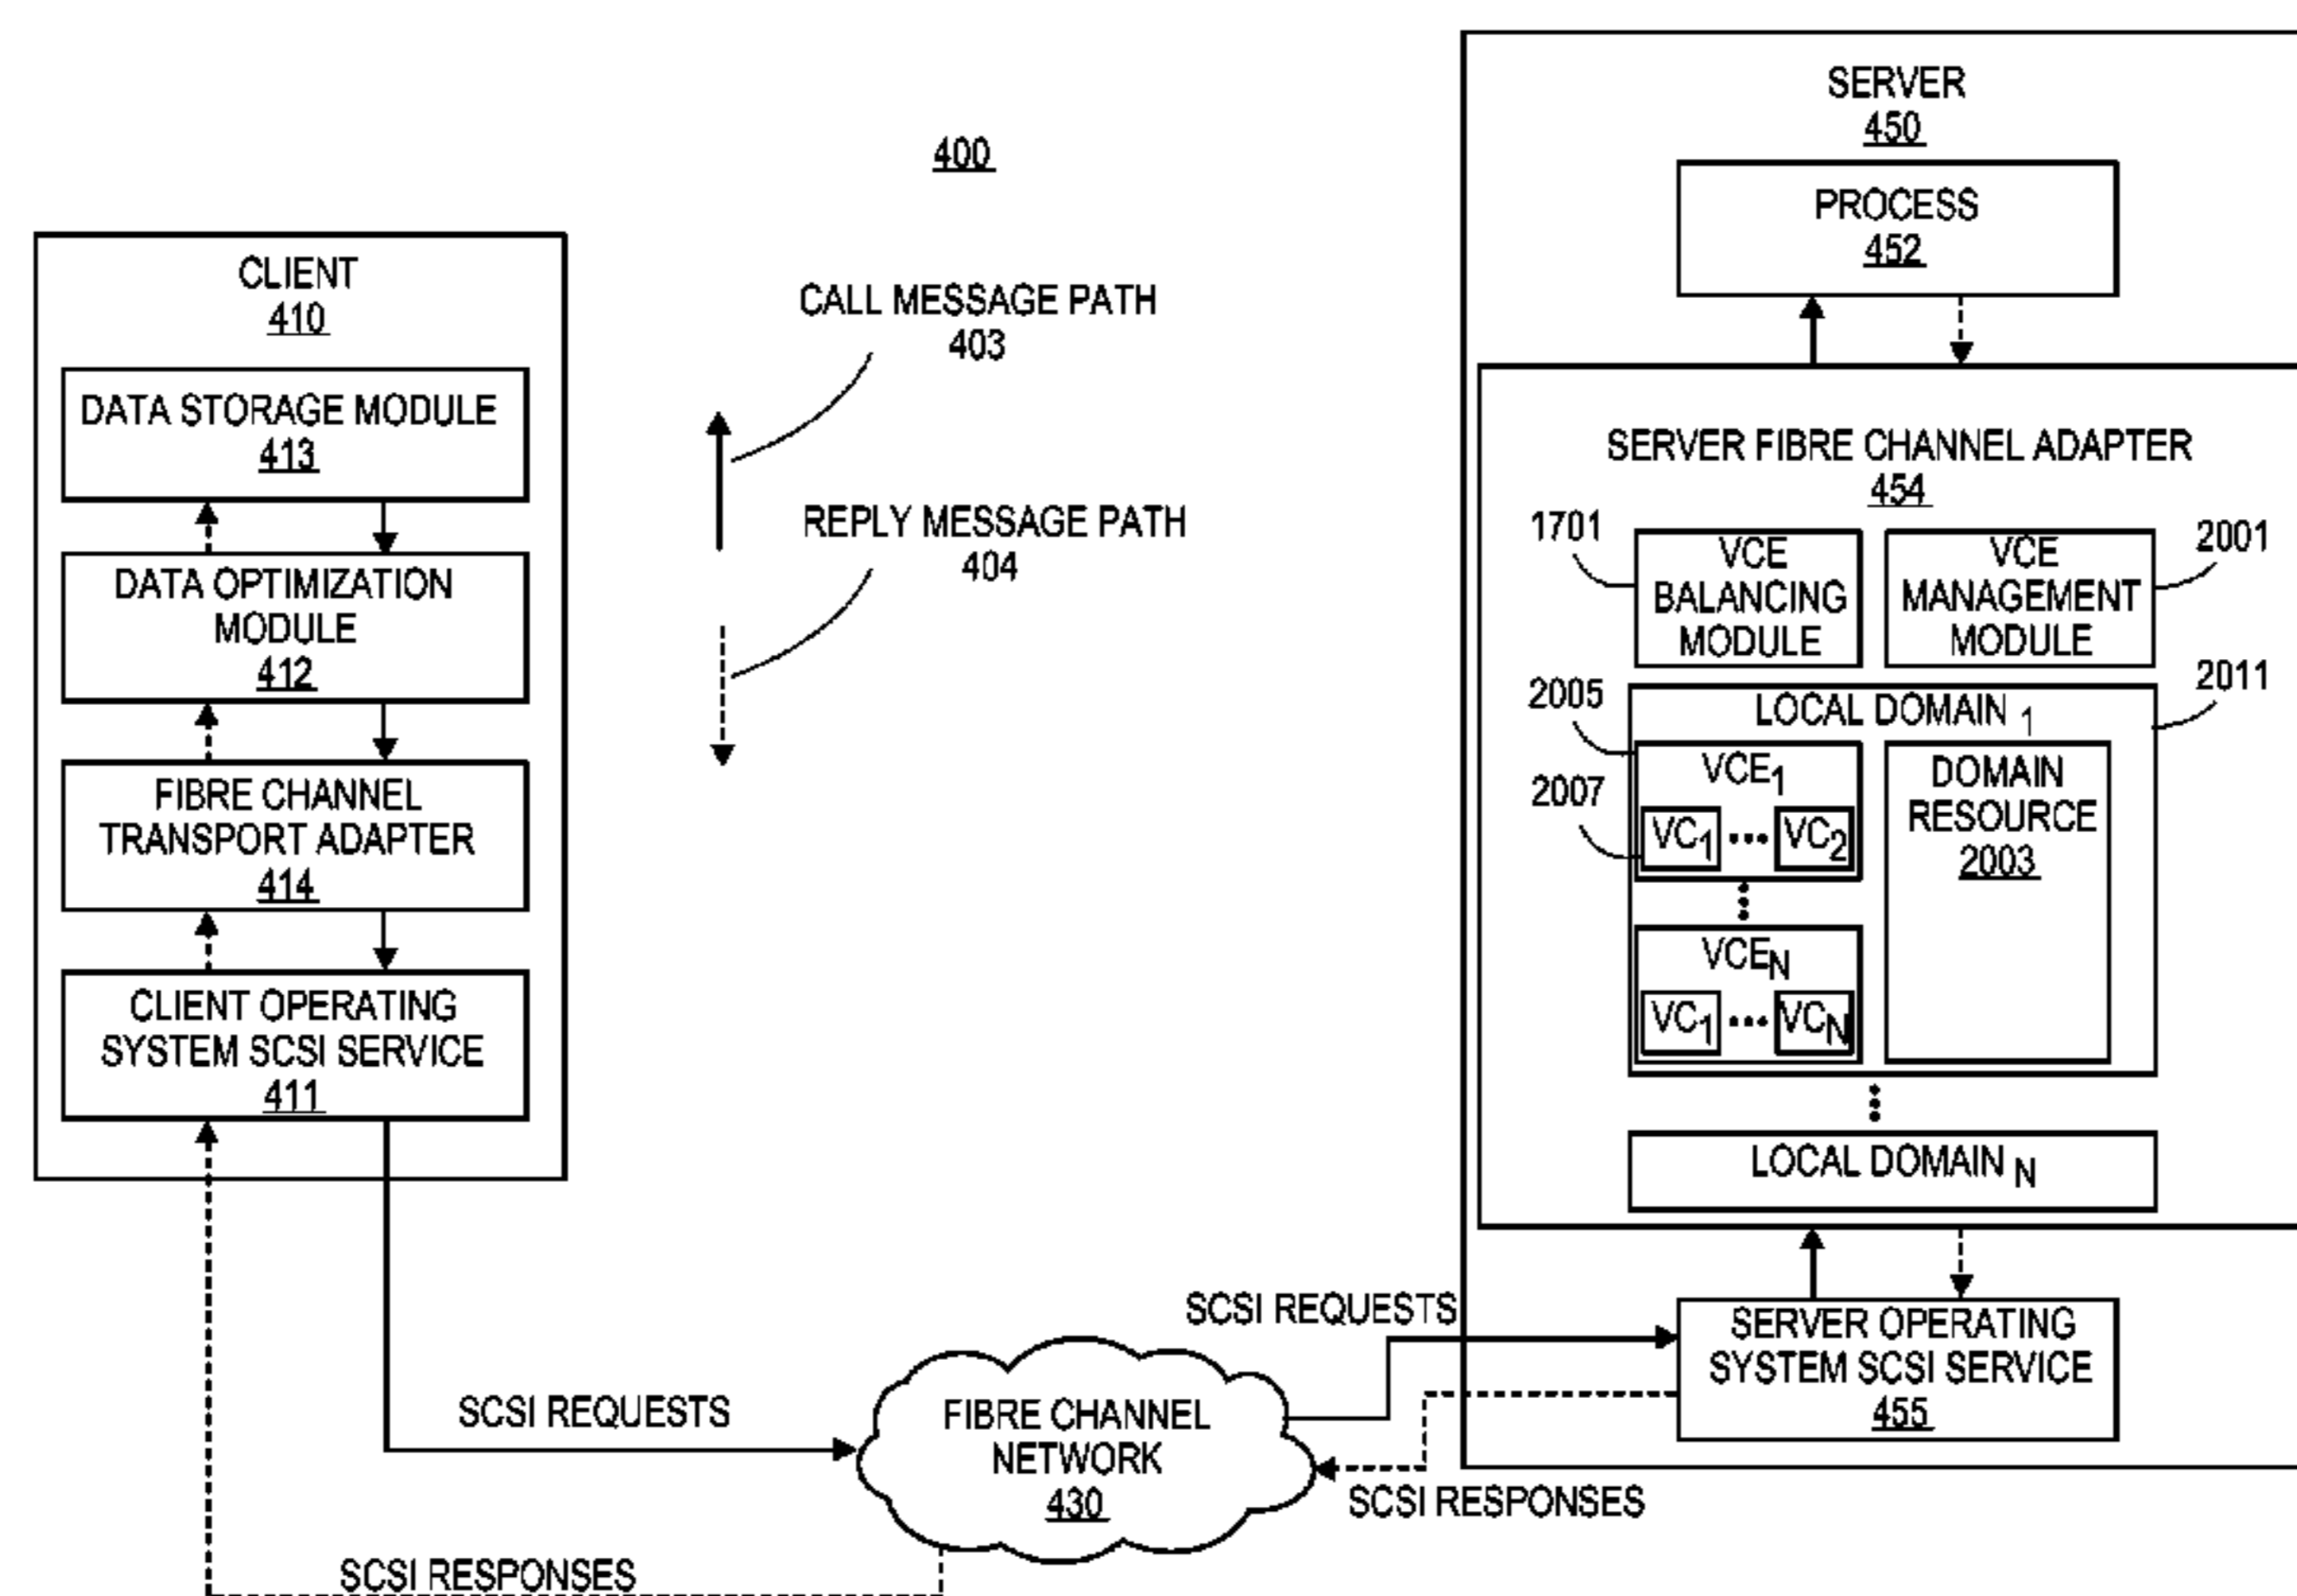 400
CLIENT
410
DATA STORAGE MODULE
413
DATA OPTIMIZATION
MODULE
412
FIBRE CHANNEL
TRANSPORT ADAPTER
414
CLIENT OPERATING
SYSTEM SCSI SERVICE
411
CALL MESSAGE PATH
403
REPLY MESSAGE PATH
404
SERVER
450
PROCESS
452
SERVER FIBRE CHANNEL ADAPTER
454
1701
VCE
BALANCING
MODULE
VCE
MANAGEMENT
MODULE
2001
2011
LOCAL DOMAIN 1
2005
VCE1
2007
VC1 ••• VC2
DOMAIN
RESOURCE
2003
VCEN
VC1 ••• VCN
LOCAL DOMAIN N
SERVER OPERATING
SYSTEM SCSI SERVICE
455
SCSI REQUESTS
SCSI REQUESTS
FIBRE CHANNEL
NETWORK
430
SCSI RESPONSES
SCSI RESPONSES